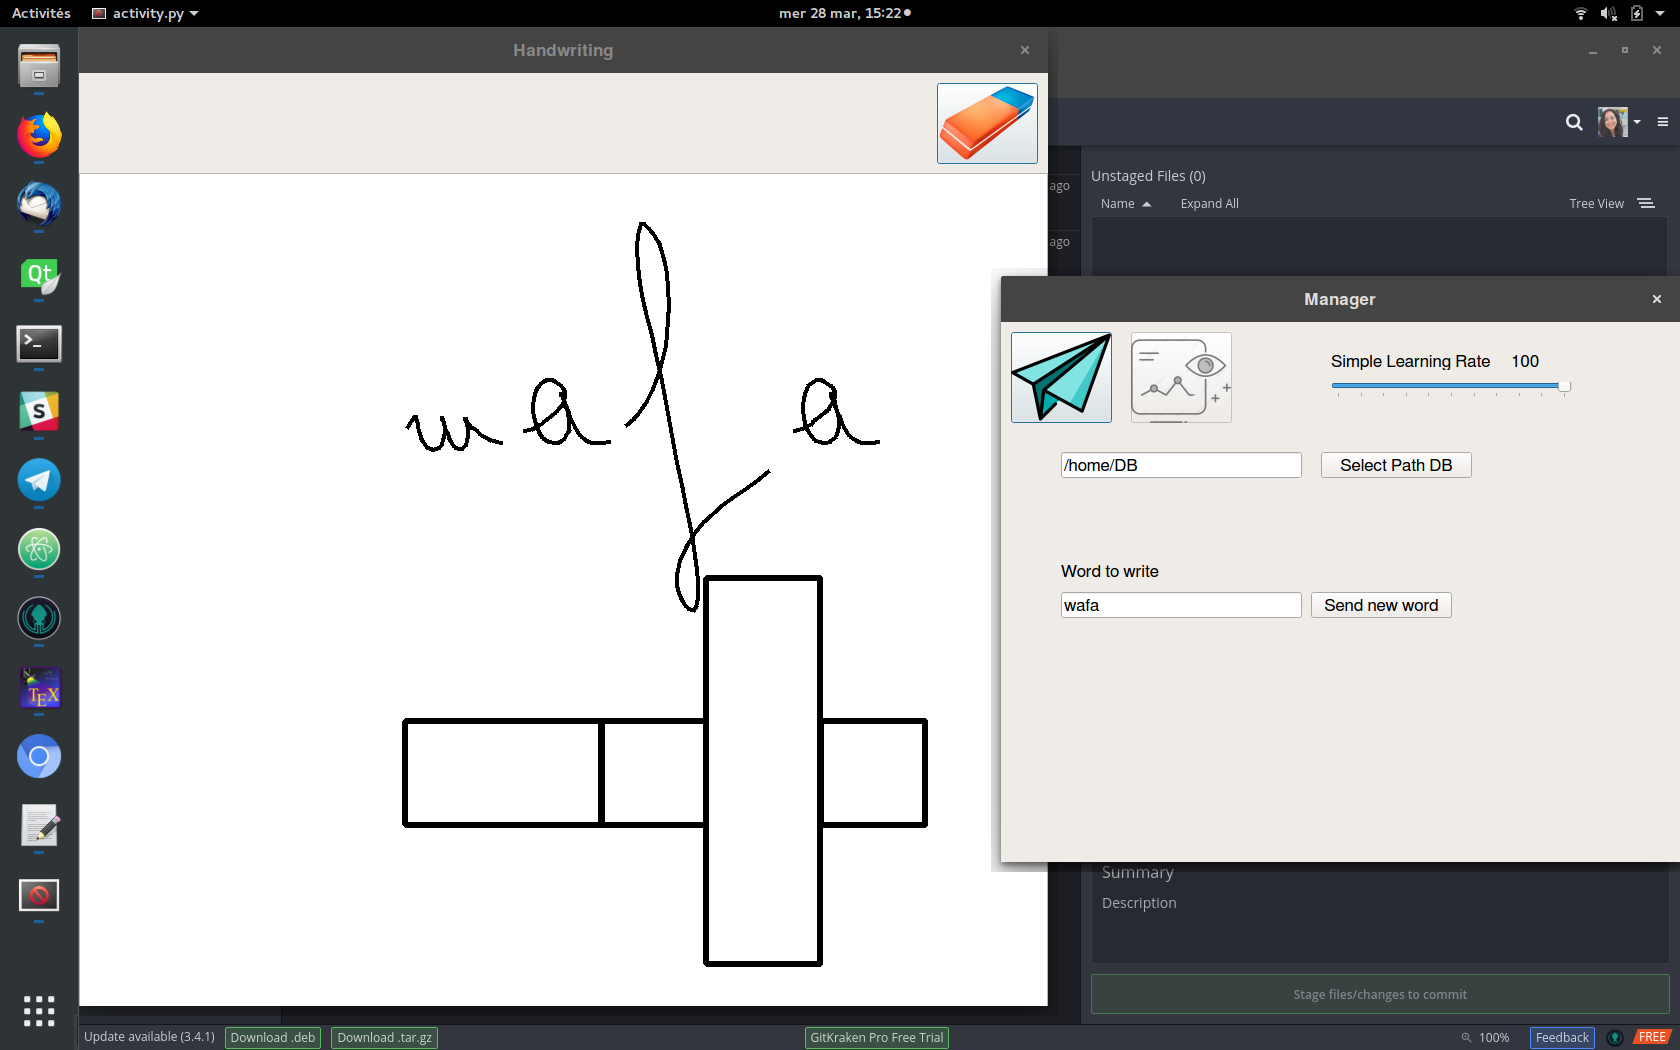 Activités activity.py mer 28 mar, 15:22
Handwriting
ago
ago
wafa
Unstaged Files (0)
Name Expand All Tree View
Manager
Simple Learning Rate 100
/home/DB Select Path DB
Word to write
wafa Send new word
Summary
Description
Stage files/changes to commit
Update available (3.4.1) Download .deb Download .tar.gz GitKraken Pro Free Trial 100% Feedback FREE
Qt
>_
S
TEX